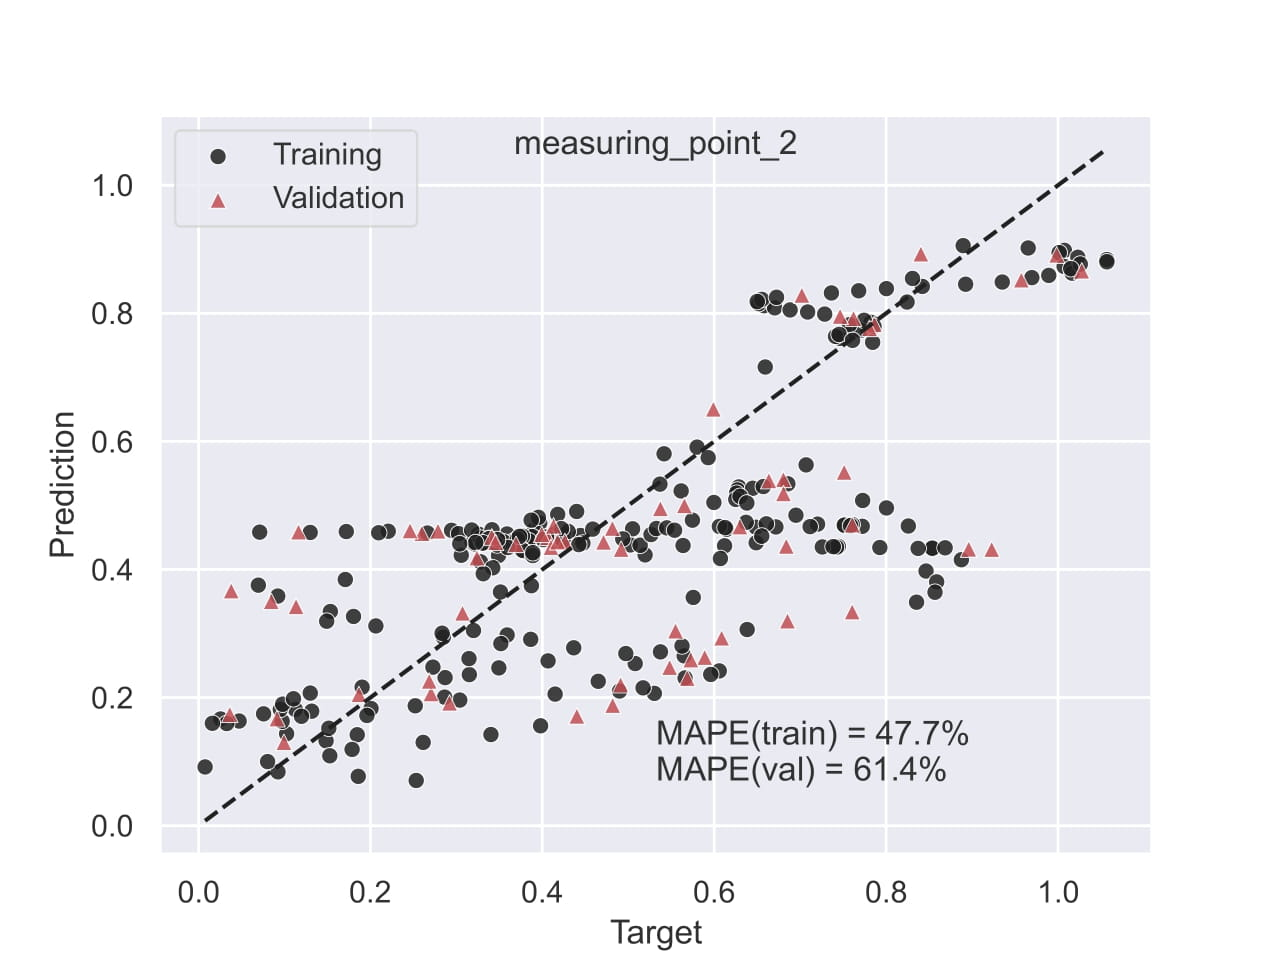 measuring_point_2
Training
Validation
1.0
0.8
0.6
0.4
0.2
0.0
Prediction
MAPE(train) = 47.7%
MAPE(val) = 61.4%
0.0 0.2 0.4 0.6 0.8 1.0
Target